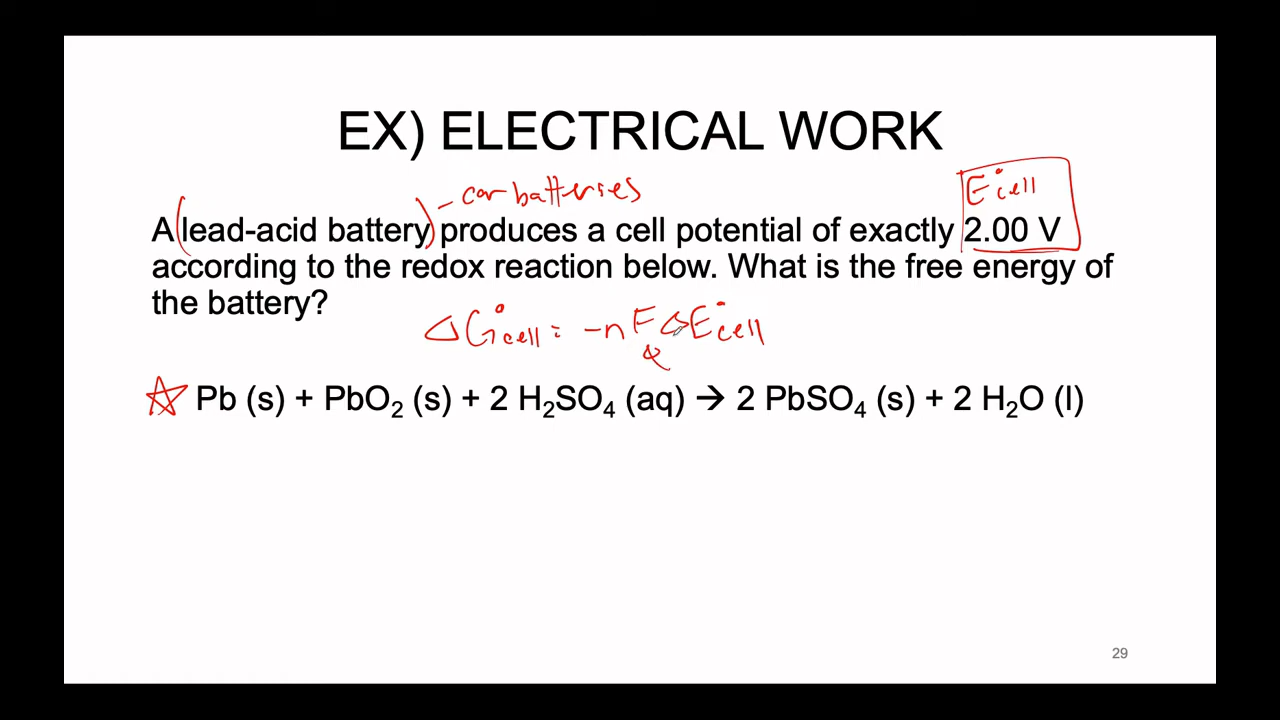 EX) ELECTRICAL WORK
- car batteries
E°cell
A (lead-acid battery) produces a cell potential of exactly 2.00 V
according to the redox reaction below. What is the free energy of
the battery?
△G°cell = -nF△E°cell
Pb (s) + PbO₂ (s) + 2 H₂SO₄ (aq) → 2 PbSO₄ (s) + 2 H₂O (l)
29